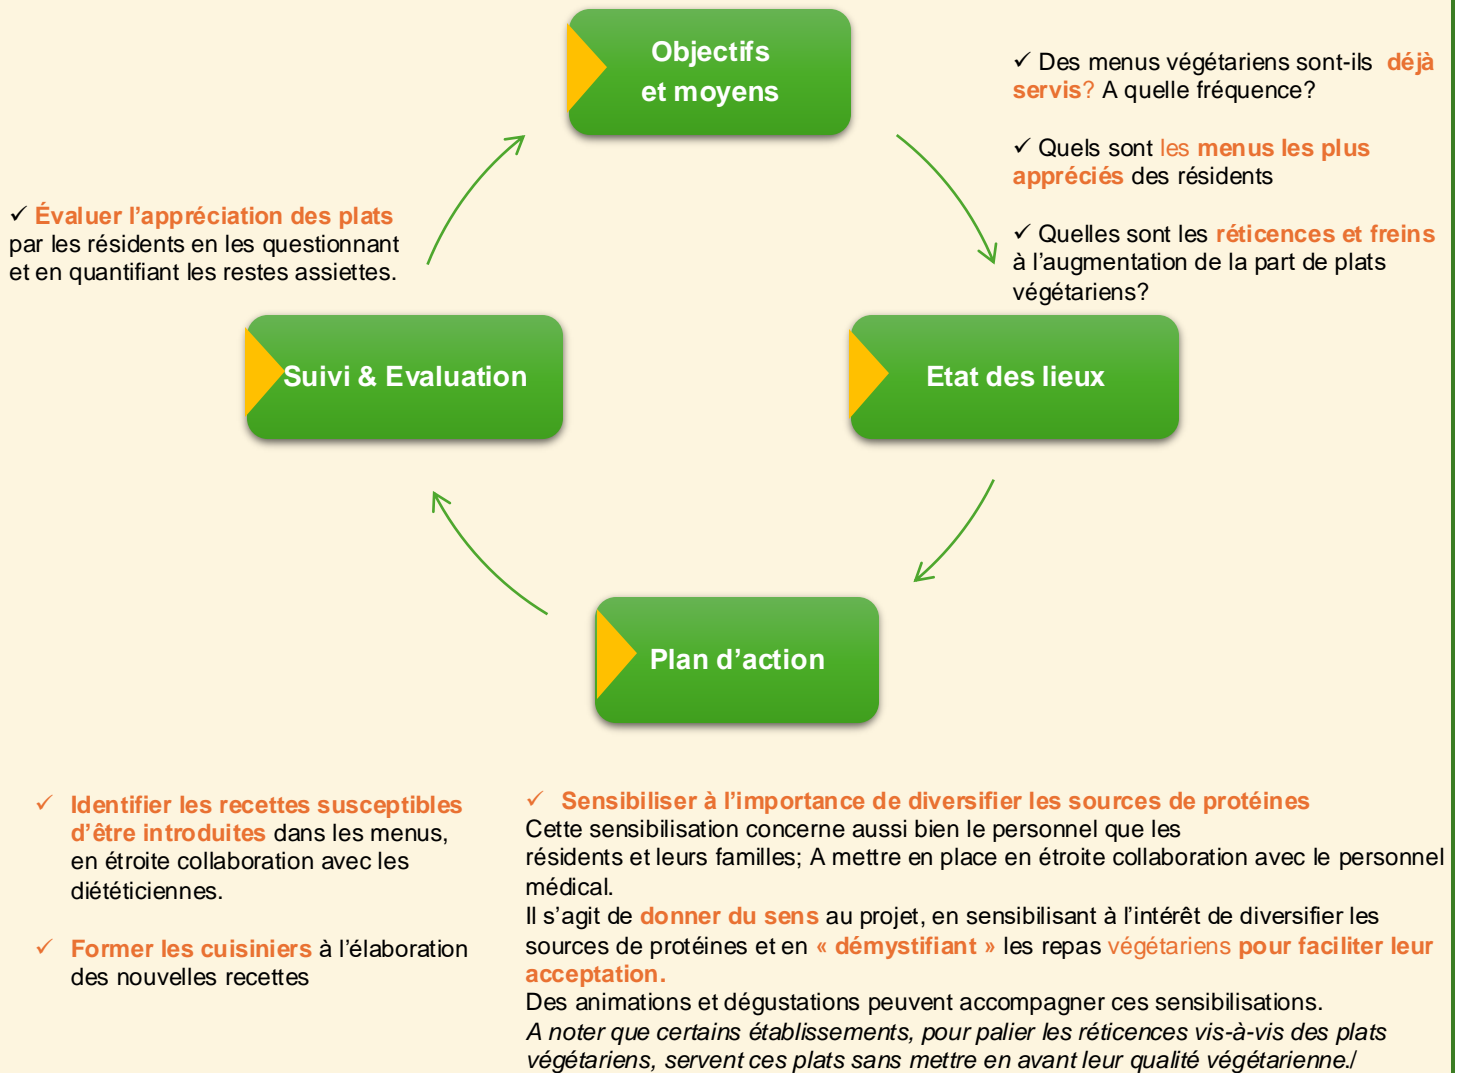 Objectifs
et moyens
✓ Des menus végétariens sont-ils déjà
servis? A quelle fréquence?
✓ Quels sont les menus les plus
appréciés des résidents
✓ Quelles sont les réticences et freins
à l’augmentation de la part de plats
végétariens?
✓ Évaluer l’appréciation des plats
par les résidents en les questionnant
et en quantifiant les restes assiettes.
Suivi & Evaluation
Etat des lieux
Plan d’action
✓ Identifier les recettes susceptibles
d’être introduites dans les menus,
en étroite collaboration avec les
diététiciennes.
✓ Former les cuisiniers à l’élaboration
des nouvelles recettes
✓ Sensibiliser à l’importance de diversifier les sources de protéines
Cette sensibilisation concerne aussi bien le personnel que les
résidents et leurs familles; A mettre en place en étroite collaboration avec le personnel
médical.
Il s’agit de donner du sens au projet, en sensibilisant à l’intérêt de diversifier les
sources de protéines et en « démystifiant » les repas végétariens pour faciliter leur
acceptation.
Des animations et dégustations peuvent accompagner ces sensibilisations.
A noter que certains établissements, pour palier les réticences vis-à-vis des plats
végétariens, servent ces plats sans mettre en avant leur qualité végétarienne./